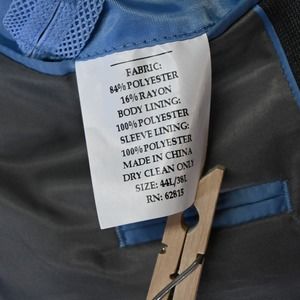 FABRIC:
84% POLYESTER
16% RAYON
BODY LINING:
100% POLYESTER
SLEEVE LINING:
100% POLYESTER
MADE IN CHINA
DRY CLEAN ONLY
SIZE: 44L/38L
RN: 62815